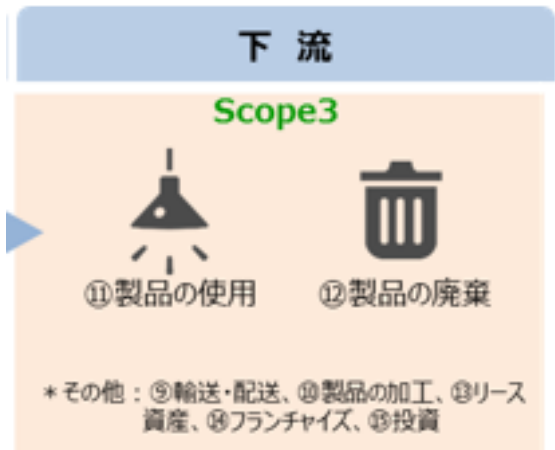 下 流
Scope3
⑪製品の使用 ⑫製品の廃棄
＊その他：⑨輸送・配送、⑩製品の加工、⑬リース
資産、⑭フランチャイズ、⑮投資